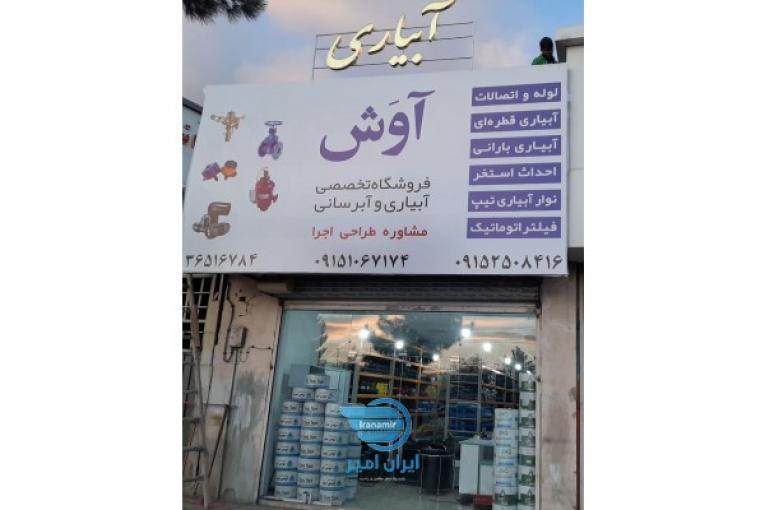 آبیاری
آوَش
فروشگاه تخصصی
آبیاری و آبرسانی
مشاوره طراحی اجرا
لوله و اتصالات
آبیاری قطره‌ای
آبیاری بارانی
احداث استخر
نوار آبیاری تیپ
فیلتر اتوماتیک
۳۶۵۱۶۷۸۴
۰۹۱۵۱۰۶۷۱۷۴
۰۹۱۵۲۵۰۸۴۱۶
Iranamir
ایران امیر